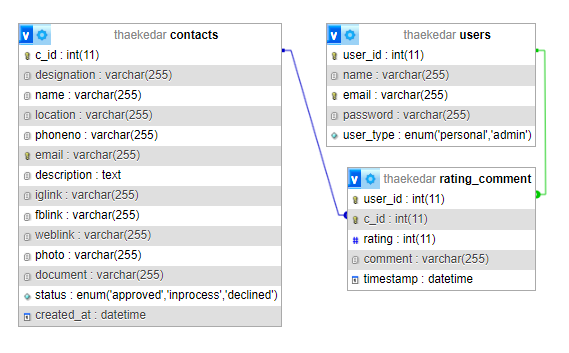 thaekedar contacts
c_id : int(11)
designation : varchar(255)
name : varchar(255)
location : varchar(255)
phoneno : varchar(255)
email : varchar(255)
description : text
iglink : varchar(255)
fblink : varchar(255)
weblink : varchar(255)
photo : varchar(255)
document : varchar(255)
status : enum('approved','inprocess','declined')
created_at : datetime
thaekedar users
user_id : int(11)
name : varchar(255)
email : varchar(255)
password : varchar(255)
user_type : enum('personal','admin')
thaekedar rating_comment
user_id : int(11)
c_id : int(11)
# rating : int(11)
comment : varchar(255)
timestamp : datetime